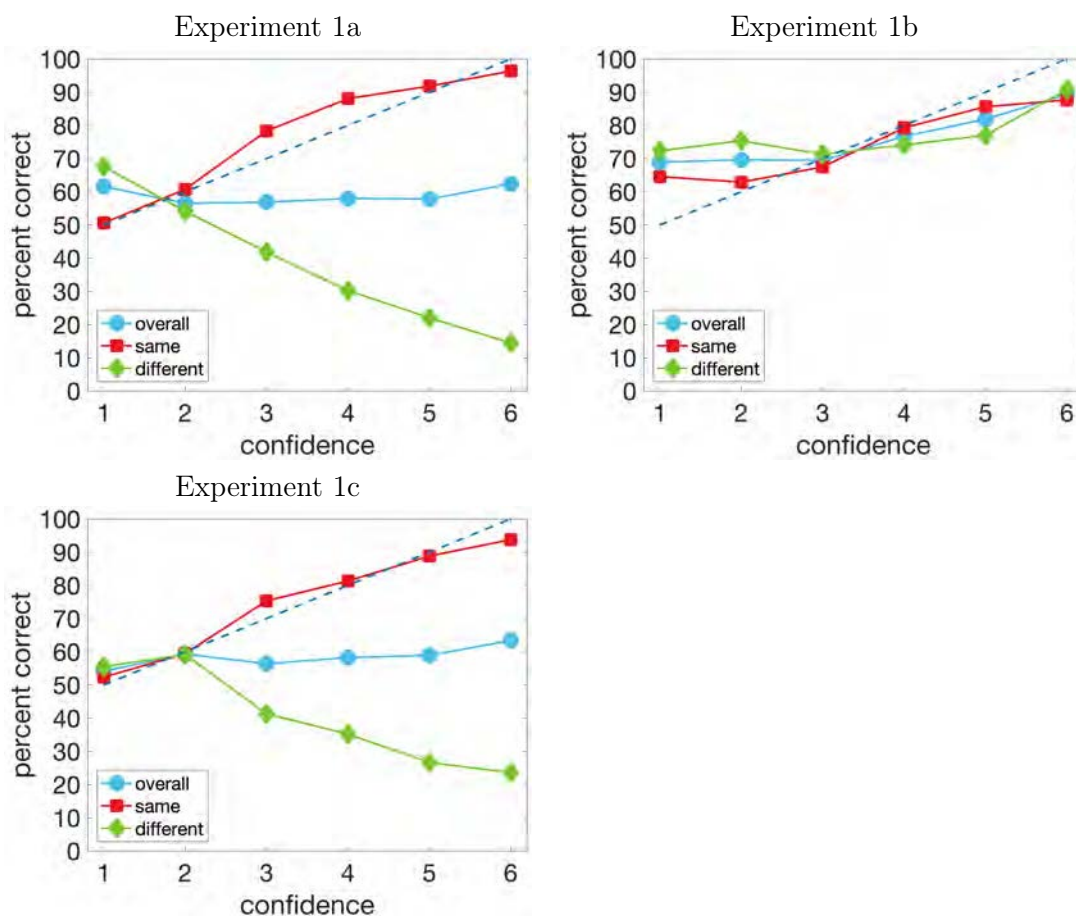 Experiment 1a
100
90
80
70
60
50
40
30
20
10
0
percent correct
overall
same
different
1 2 3 4 5 6
confidence
Experiment 1b
100
90
80
70
60
50
40
30
20
10
0
percent correct
overall
same
different
1 2 3 4 5 6
confidence
Experiment 1c
100
90
80
70
60
50
40
30
20
10
0
percent correct
overall
same
different
1 2 3 4 5 6
confidence